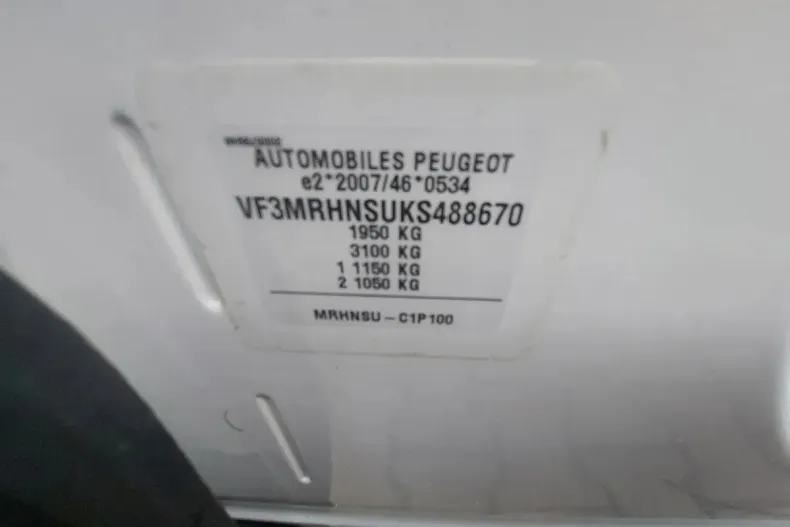 AUTOMOBILES PEUGEOT
e2*2007/46*0534
VF3MRHNSUKS488670
1950 KG
3100 KG
1 1150 KG
2 1050 KG
MRHNSU-C1P100